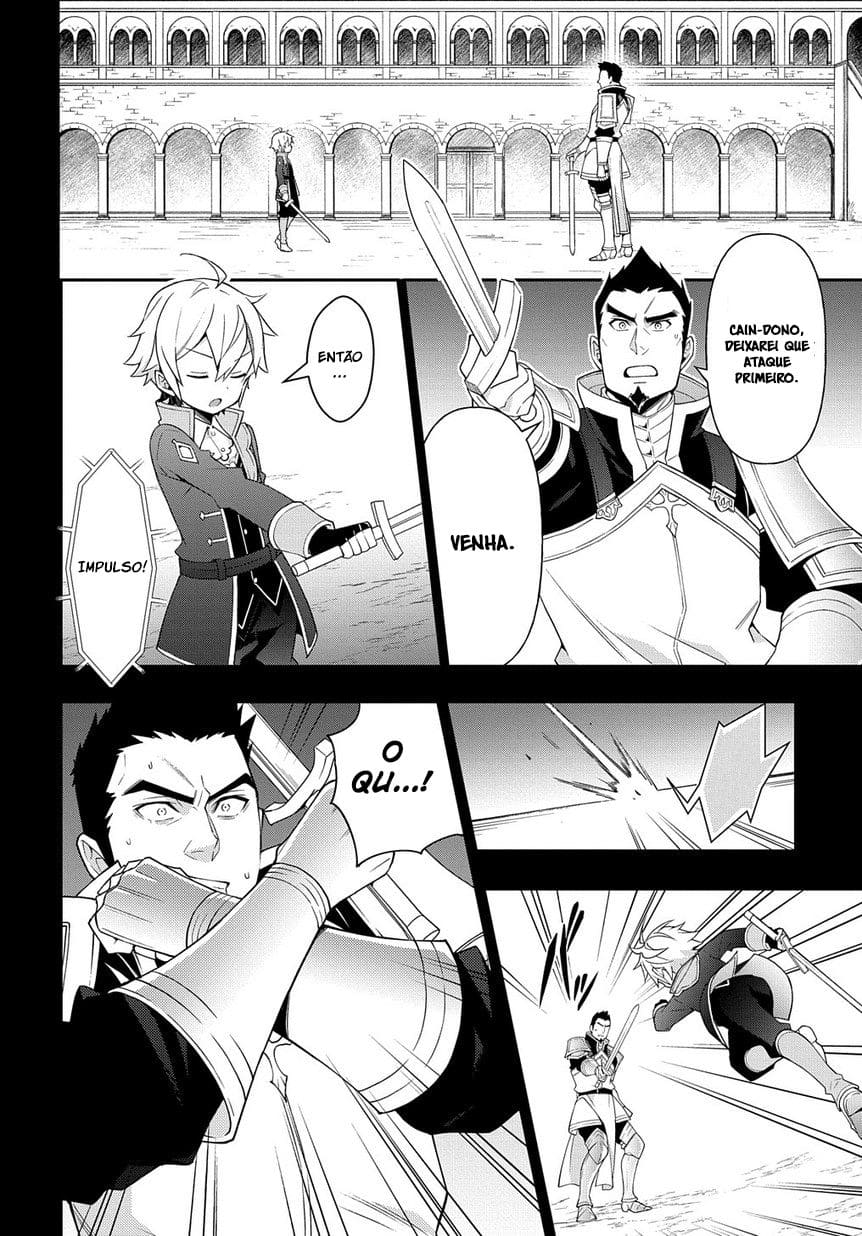 CAIN-DONO,
DEIXAREI QUE
ATAQUE
PRIMEIRO.
VENHA.
ENTÃO
...
IMPULSO!
O
QU...!